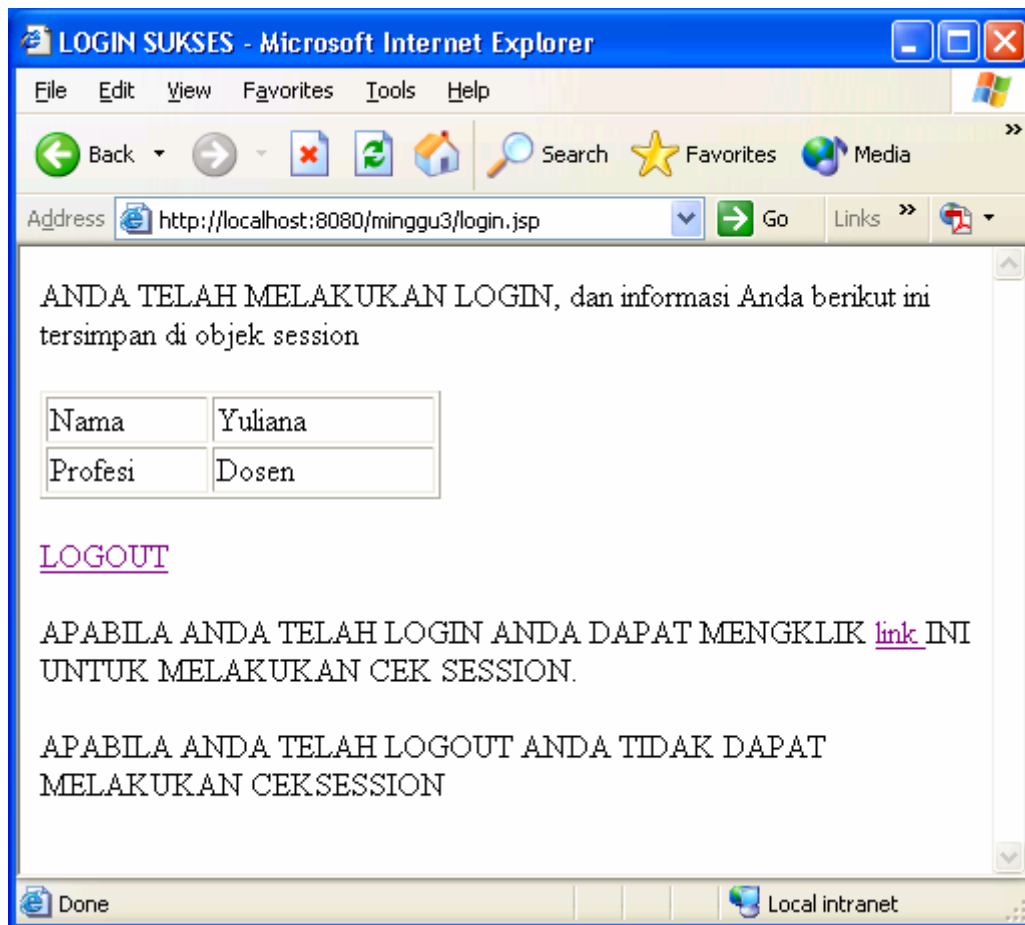 LOGIN SUKSES - Microsoft Internet Explorer
File Edit View Favorites Tools Help
Back Search Favorites Media »
Address http://localhost:8080/minggu3/login.jsp Go Links »
ANDA TELAH MELAKUKAN LOGIN, dan informasi Anda berikut ini
tersimpan di objek session
Nama Yuliana
Profesi Dosen
LOGOUT
APABILA ANDA TELAH LOGIN ANDA DAPAT MENGKLIK link INI
UNTUK MELAKUKAN CEK SESSION.
APABILA ANDA TELAH LOGOUT ANDA TIDAK DAPAT
MELAKUKAN CEKSESSION
Done Local intranet